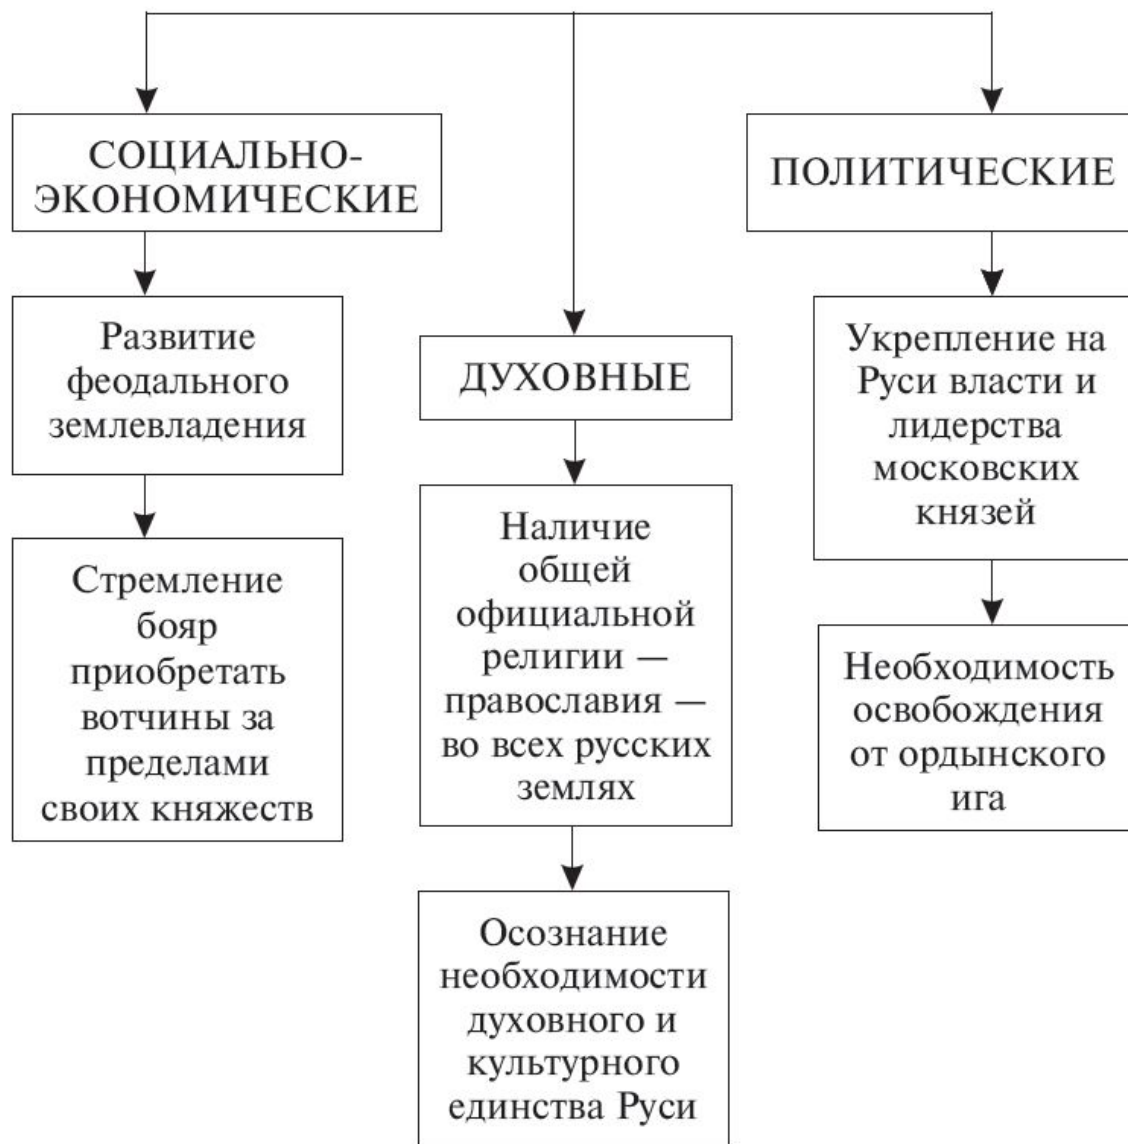 СОЦИАЛЬНО-
ЭКОНОМИЧЕСКИЕ
Развитие
феодального
землевладения
Стремление
бояр
приобретать
вотчины за
пределами
своих княжеств
ДУХОВНЫЕ
Наличие
общей
официальной
религии —
православия —
во всех русских
землях
Осознание
необходимости
духовного и
культурного
единства Руси
ПОЛИТИЧЕСКИЕ
Укрепление на
Руси власти и
лидерства
московских
князей
Необходимость
освобождения
от ордынского
ига